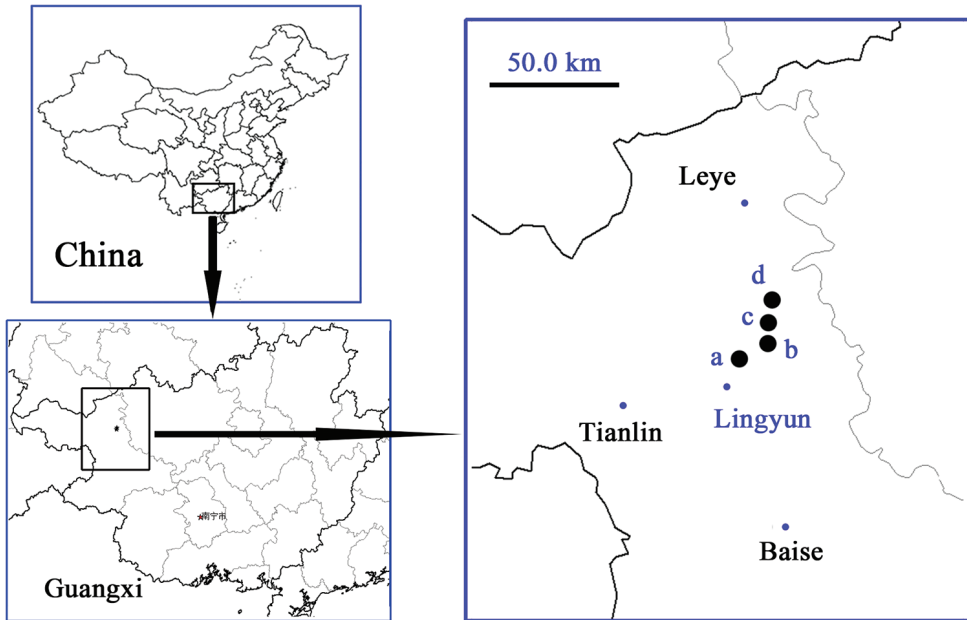 China
南宁市
Guangxi
50.0 km
Leye
d
c
b
a
Lingyun
Tianlin
Baise